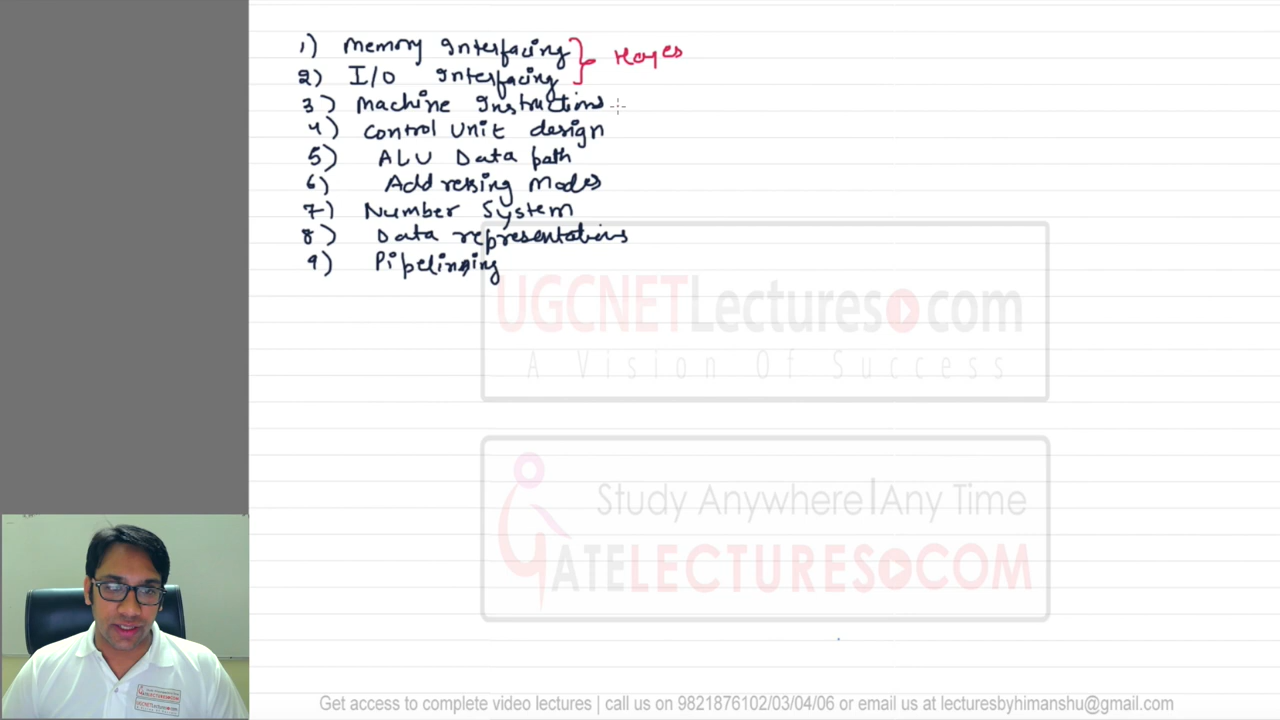 1) Memory Interfacing } Hayes
2) I/O Interfacing
3) Machine Instructions
4) Control Unit design
5) ALU Data path
6) Addressing Modes
7) Number System
8) Data representations
9) Pipelining
UGCNETLectures.com
A Vision Of Success
Study Anywhere|Any Time
GATELECTURES.COM
Get access to complete video lectures | call us on 9821876102/03/04/06 or email us at lecturesbyhimanshu@gmail.com